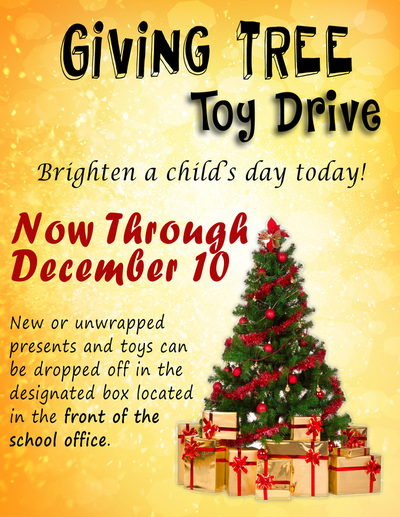 Giving Tree
Toy Drive
Brighten a child's day today!
Now Through
December 10
New or unwrapped
presents and toys can
be dropped off in the
designated box located
in the front of the
school office.